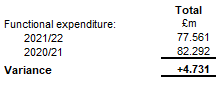 Total
Functional expenditure: £m
2021/22 77.561
2020/21 82.292
Variance +4.731